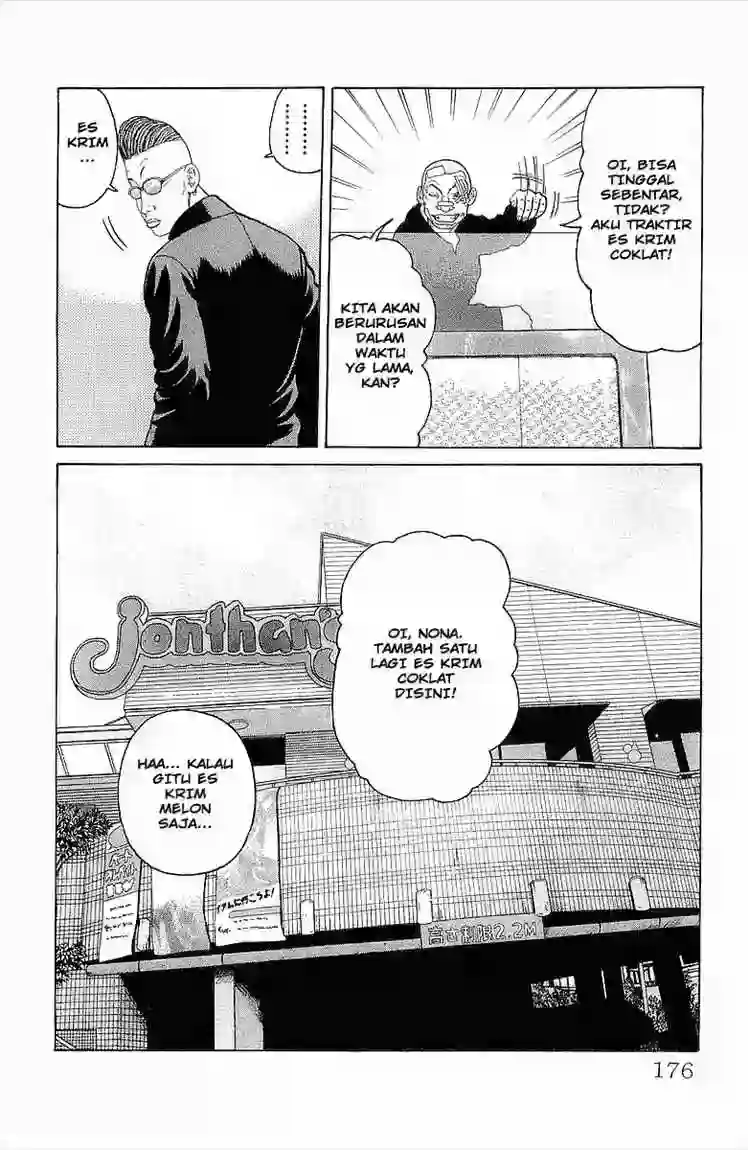 OI, BISA
TINGGAL
SEBENTAR,
TIDAK?
AKU TRAKTIR
ES KRIM
COKLAT!
KITA AKAN
BERURUSAN
DALAM
WAKTU
YG LAMA,
KAN?
ES
KRIM
...
OI, NONA.
TAMBAH SATU
LAGI ES KRIM
COKLAT
DISINI!
Jonthan's
HAA... KALAU
GITU ES
KRIM
MELON
SAJA...
高さ制限2.2M
176